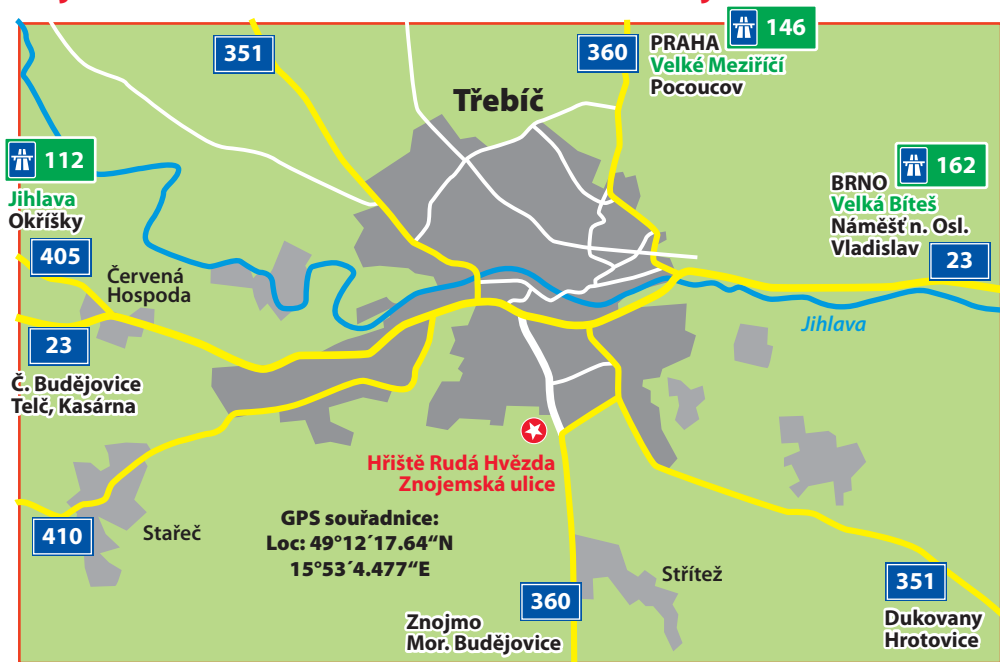 351
360
PRAHA
146
Velké Meziříčí
Pocoucov
Třebíč
112
Jihlava
Okříšky
405
Červená
Hospoda
BRNO
162
Velká Bíteš
Náměšť n. Osl.
Vladislav
23
Jihlava
23
Č. Budějovice
Telč, Kasárna
Hřiště Rudá Hvězda
Znojemská ulice
GPS souřadnice:
Loc: 49°12´17.64“N
15°53´4.477“E
410
Stařeč
Střítež
360
Znojmo
Mor. Budějovice
351
Dukovany
Hrotovice